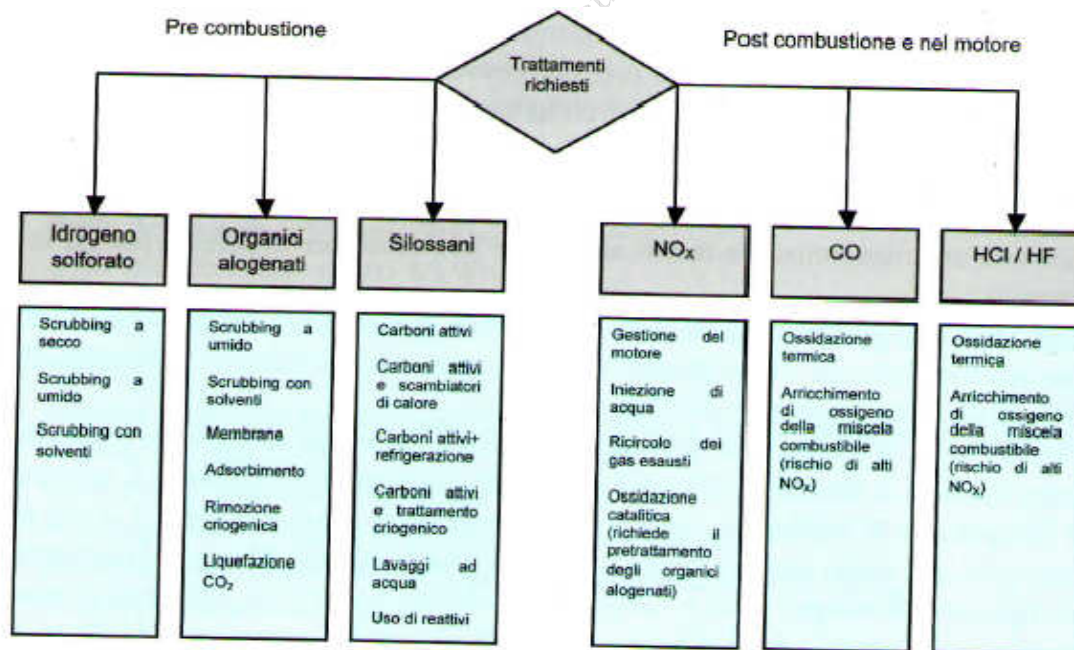 Pre combustione
Post combustione e nel motore
Trattamenti
richiesti
Idrogeno
solforato
Organici
alogenati
Silossani
NOX
CO
HCl / HF
Scrubbing a
secco
Scrubbing a
umido
Scrubbing con
solventi
Scrubbing a
umido
Scrubbing con
solventi
Membrane
Adsorbimento
Rimozione
criogenica
Liquefazione
CO2
Carboni attivi
Carboni attivi
e scambiatori
di calore
Carboni attivi+
refrigerazione
Carboni attivi
e trattamento
criogenico
Lavaggi ad
acqua
Uso di reattivi
Gestione del
motore
Iniezione di
acqua
Ricircolo dei
gas esausti
Ossidazione
catalitica
(richiede il
pretrattamento
degli organici
alogenati)
Ossidazione
termica
Arricchimento
di ossigeno
della miscela
combustibile
(rischio di alti
NOX)
Ossidazione
termica
Arricchimento
di ossigeno
della miscela
combustibile
(rischio di alti
NOX)